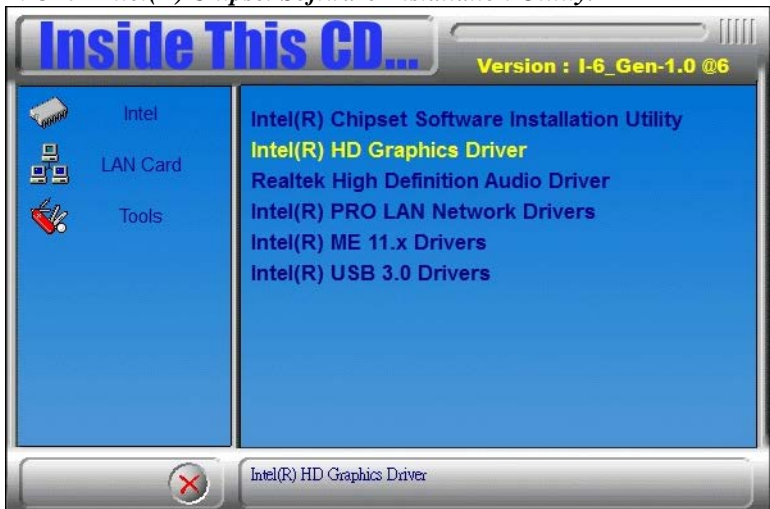 Inside This CD...
Version : I-6_Gen-1.0 @6
Intel
LAN Card
Tools
Intel(R) Chipset Software Installation Utility
Intel(R) HD Graphics Driver
Realtek High Definition Audio Driver
Intel(R) PRO LAN Network Drivers
Intel(R) ME 11.x Drivers
Intel(R) USB 3.0 Drivers
Intel(R) HD Graphics Driver